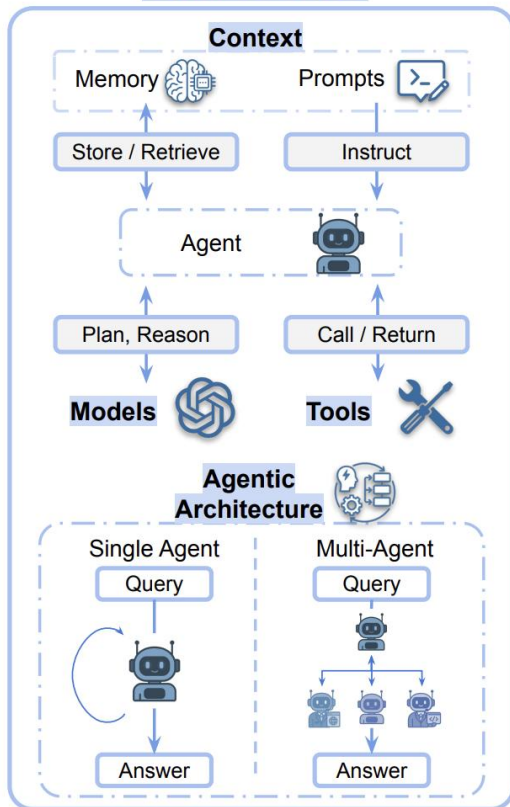 Context
Memory Prompts
Store / Retrieve Instruct
Agent
Plan, Reason Call / Return
Models Tools
Agentic
Architecture
Single Agent Multi-Agent
Query Query
Answer Answer